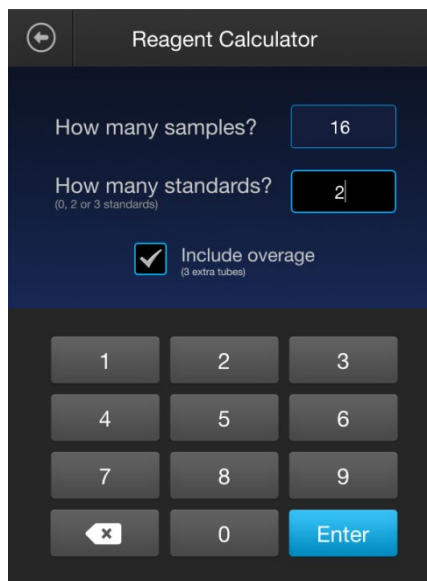 Reagent Calculator
How many samples? 16
How many standards? 2
(0, 2 or 3 standards)
Include overage
(3 extra tubes)
1 2 3
4 5 6
7 8 9
0 Enter